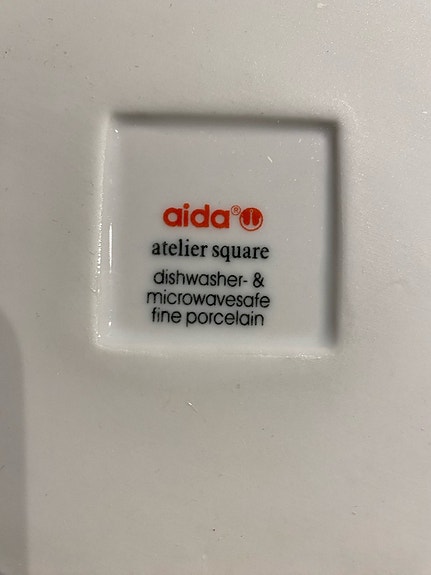 aida®
atelier square
dishwasher- &
microwavesafe
fine porcelain